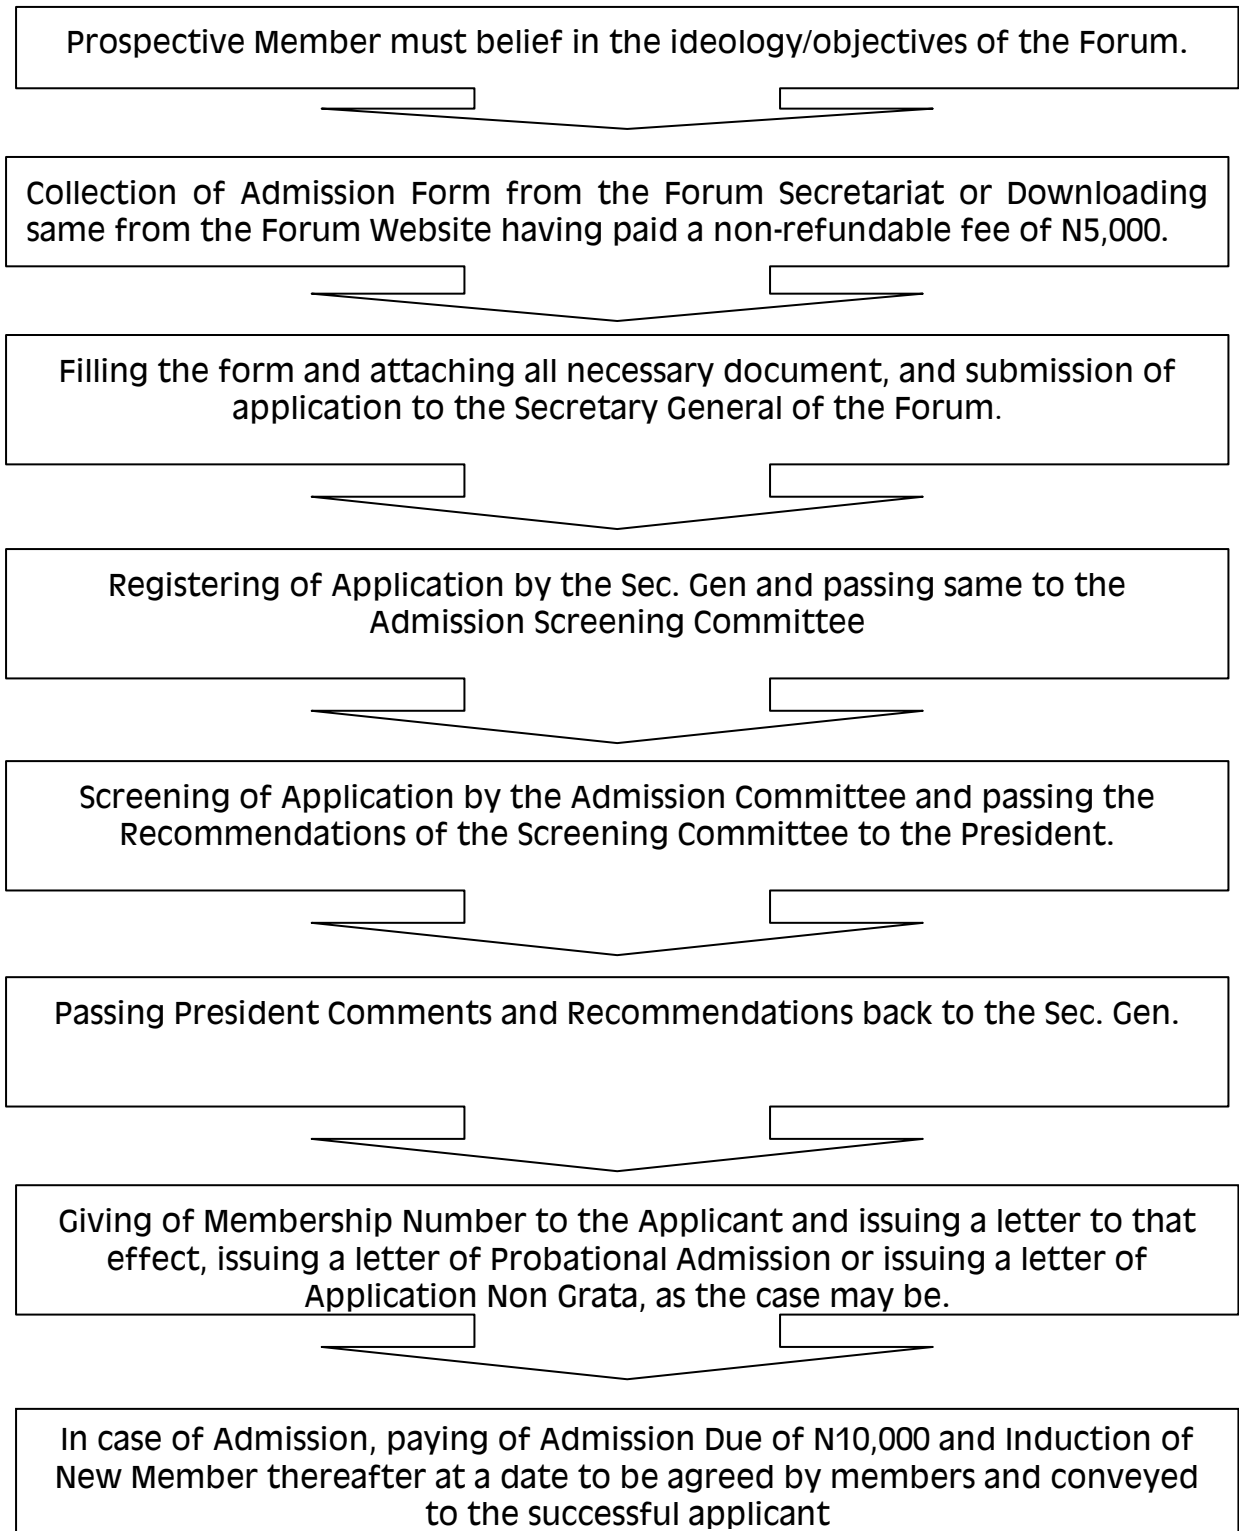 Prospective Member must belief in the ideology/objectives of the Forum.
Collection of Admission Form from the Forum Secretariat or Downloading
same from the Forum Website having paid a non-refundable fee of N5,000.
Filling the form and attaching all necessary document, and submission of
application to the Secretary General of the Forum.
Registering of Application by the Sec. Gen and passing same to the
Admission Screening Committee
Screening of Application by the Admission Committee and passing the
Recommendations of the Screening Committee to the President.
Passing President Comments and Recommendations back to the Sec. Gen.
Giving of Membership Number to the Applicant and issuing a letter to that
effect, issuing a letter of Probational Admission or issuing a letter of
Application Non Grata, as the case may be.
In case of Admission, paying of Admission Due of N10,000 and Induction of
New Member thereafter at a date to be agreed by members and conveyed
to the successful applicant